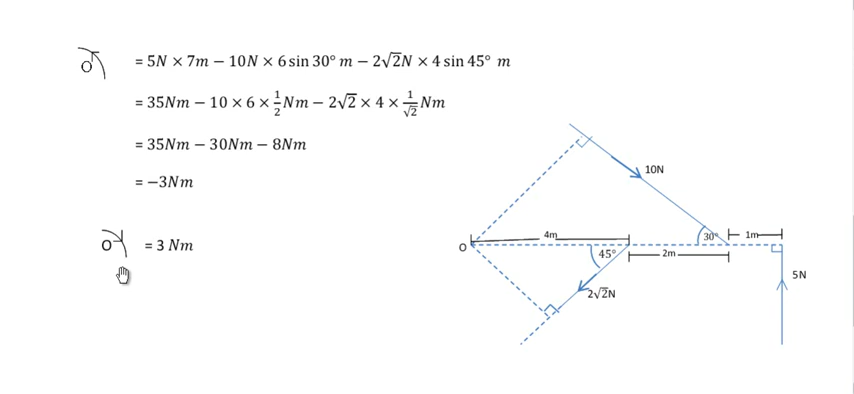 O = 5N × 7m − 10N × 6 sin 30° m − 2√2N × 4 sin 45° m
= 35Nm − 10 × 6 × 1/2 Nm − 2√2 × 4 × 1/√2 Nm
= 35Nm − 30Nm − 8Nm
= −3Nm
O = 3 Nm
10N
O
4m
30°
1m
45°
2m
5N
2√2N